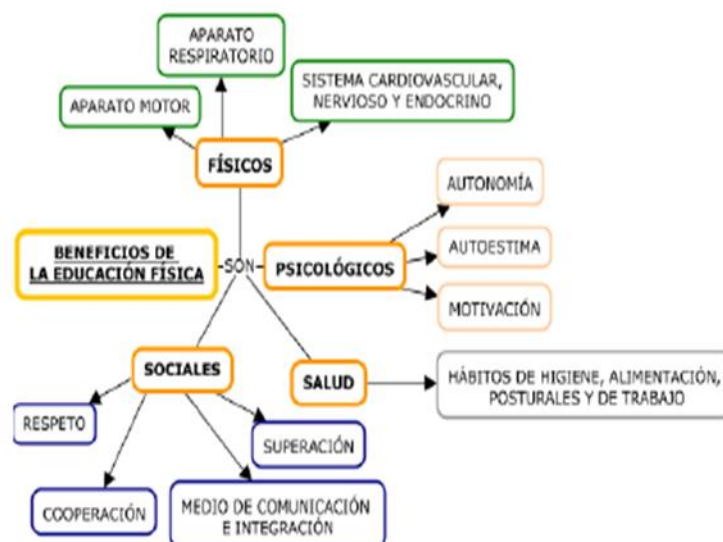 APARATO
RESPIRATORIO
SISTEMA CARDIOVASCULAR,
NERVIOSO Y ENDOCRINO
APARATO MOTOR
FÍSICOS
AUTONOMÍA
BENEFICIOS DE
LA EDUCACIÓN FÍSICA
SON
PSICOLÓGICOS
AUTOESTIMA
MOTIVACIÓN
SOCIALES
SALUD
HÁBITOS DE HIGIENE, ALIMENTACIÓN,
POSTURALES Y DE TRABAJO
RESPETO
SUPERACIÓN
COOPERACIÓN
MEDIO DE COMUNICACIÓN
E INTEGRACIÓN